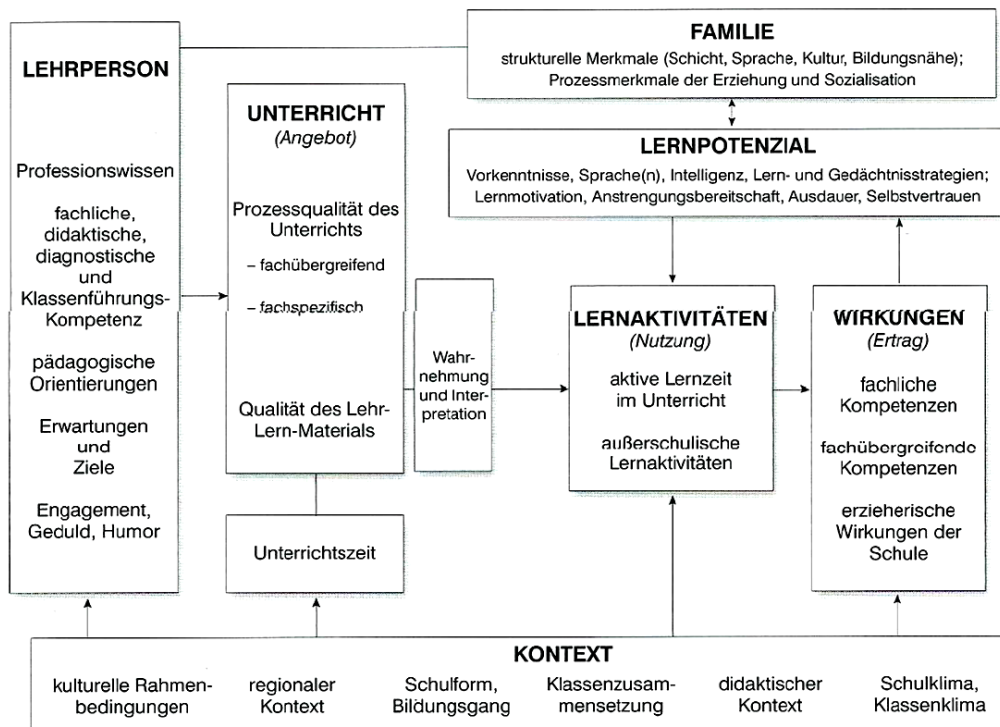 LEHRPERSON
Professionswissen
fachliche,
didaktische,
diagnostische
und
Klassenführungs-
Kompetenz
pädagogische
Orientierungen
Erwartungen
und
Ziele
Engagement,
Geduld, Humor
UNTERRICHT
(Angebot)
Prozessqualität des
Unterrichts
– fachübergreifend
– fachspezifisch
Qualität des Lehr-
Lern-Materials
Unterrichtszeit
Wahr-
nehmung
und Inter-
pretation
FAMILIE
strukturelle Merkmale (Schicht, Sprache, Kultur, Bildungsnähe);
Prozessmerkmale der Erziehung und Sozialisation
LERNPOTENZIAL
Vorkenntnisse, Sprache(n), Intelligenz, Lern- und Gedächtnisstrategien;
Lernmotivation, Anstrengungsbereitschaft, Ausdauer, Selbstvertrauen
LERNAKTIVITÄTEN
(Nutzung)
aktive Lernzeit
im Unterricht
außerschulische
Lernaktivitäten
WIRKUNGEN
(Ertrag)
fachliche
Kompetenzen
fachübergreifende
Kompetenzen
erzieherische
Wirkungen der
Schule
KONTEXT
kulturelle Rahmen-
bedingungen
regionaler
Kontext
Schulform,
Bildungsgang
Klassenzusam-
mensetzung
didaktischer
Kontext
Schulklima,
Klassenklima